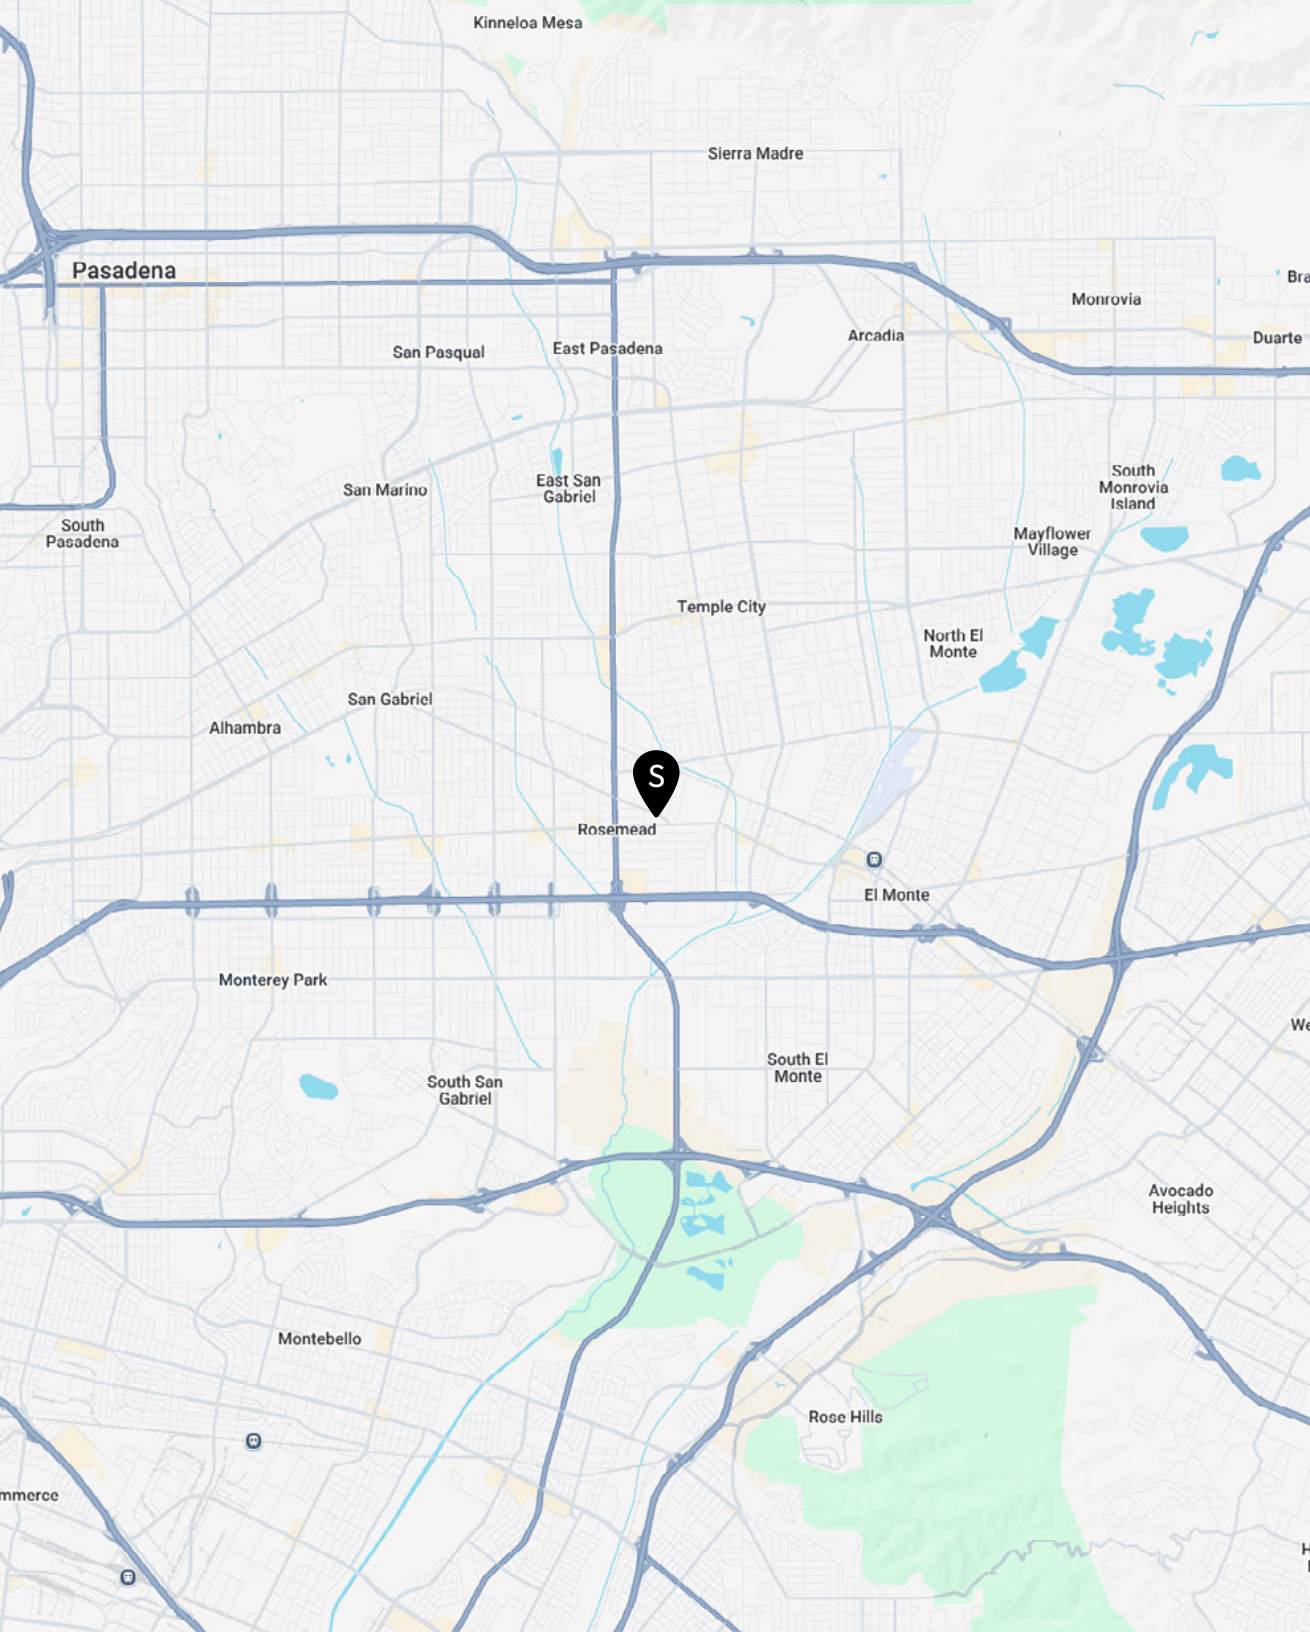 Kinneloa Mesa
Sierra Madre
Pasadena
Bra
Monrovia
Arcadia
Duarte
San Pasqual
East Pasadena
South
Monrovia
Island
East San
Gabriel
San Marino
South
Pasadena
Mayflower
Village
Temple City
North El
Monte
San Gabriel
Alhambra
S
Rosemead
El Monte
Monterey Park
We
South El
Monte
South San
Gabriel
Avocado
Heights
Montebello
Rose Hills
mmerce
H